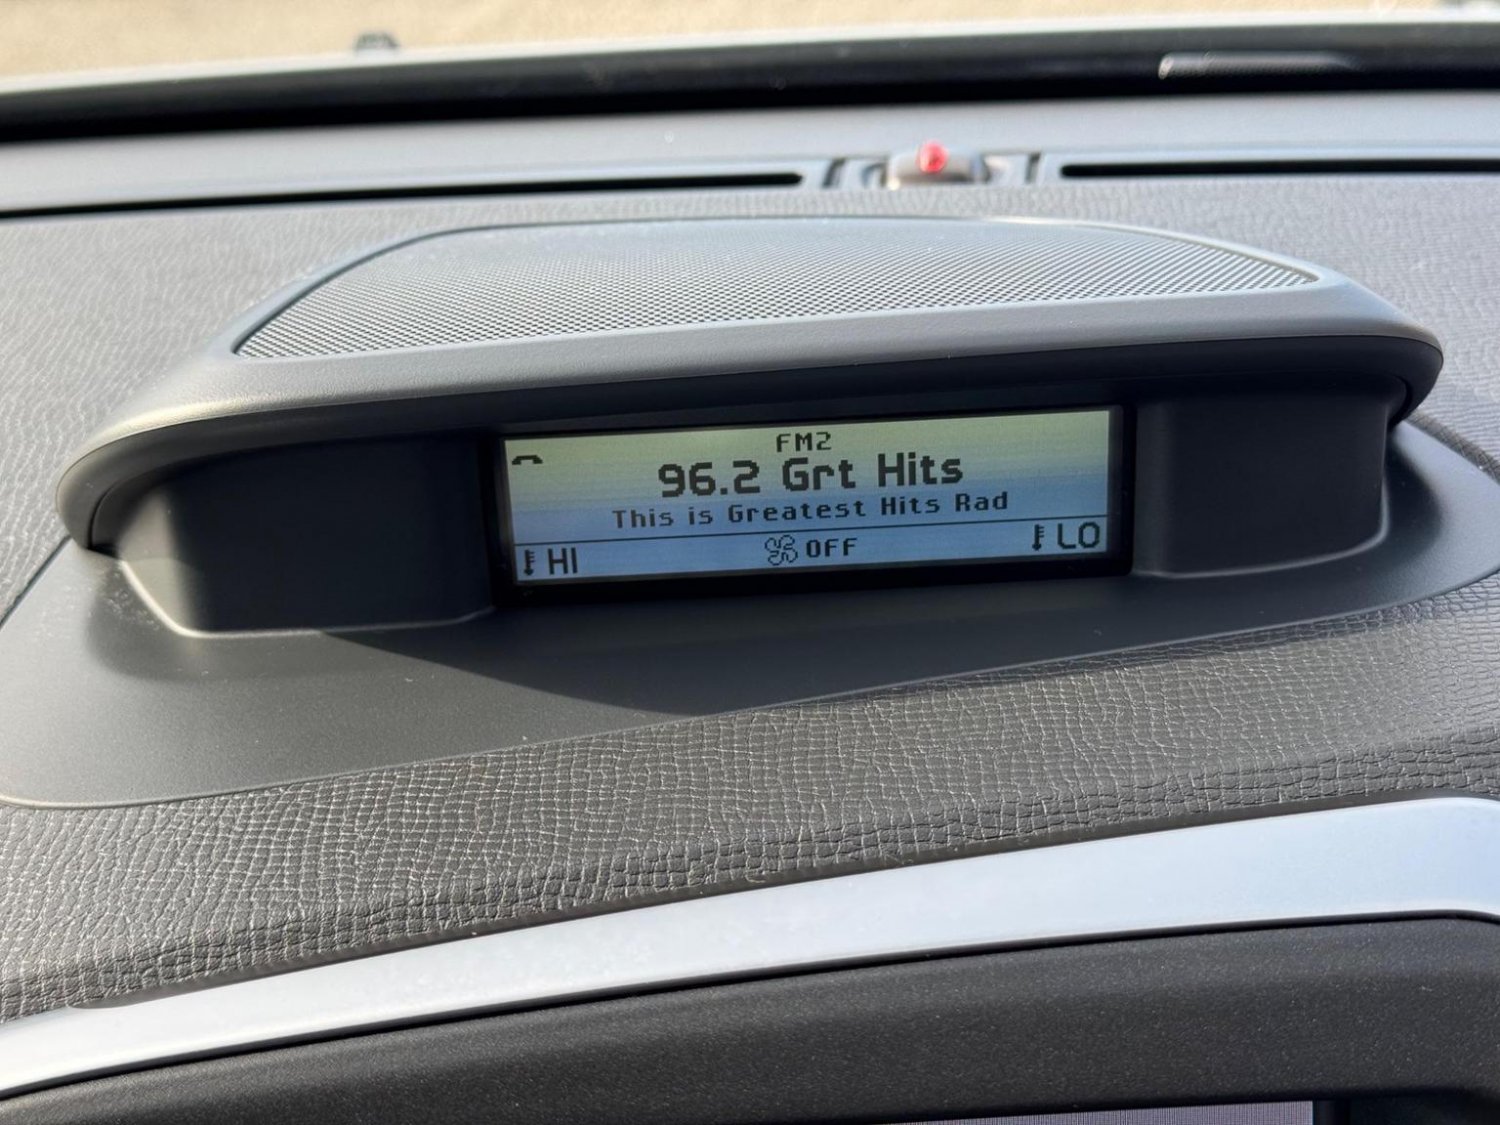 FM2
96.2 Grt Hits
This is Greatest Hits Rad
HI OFF LO